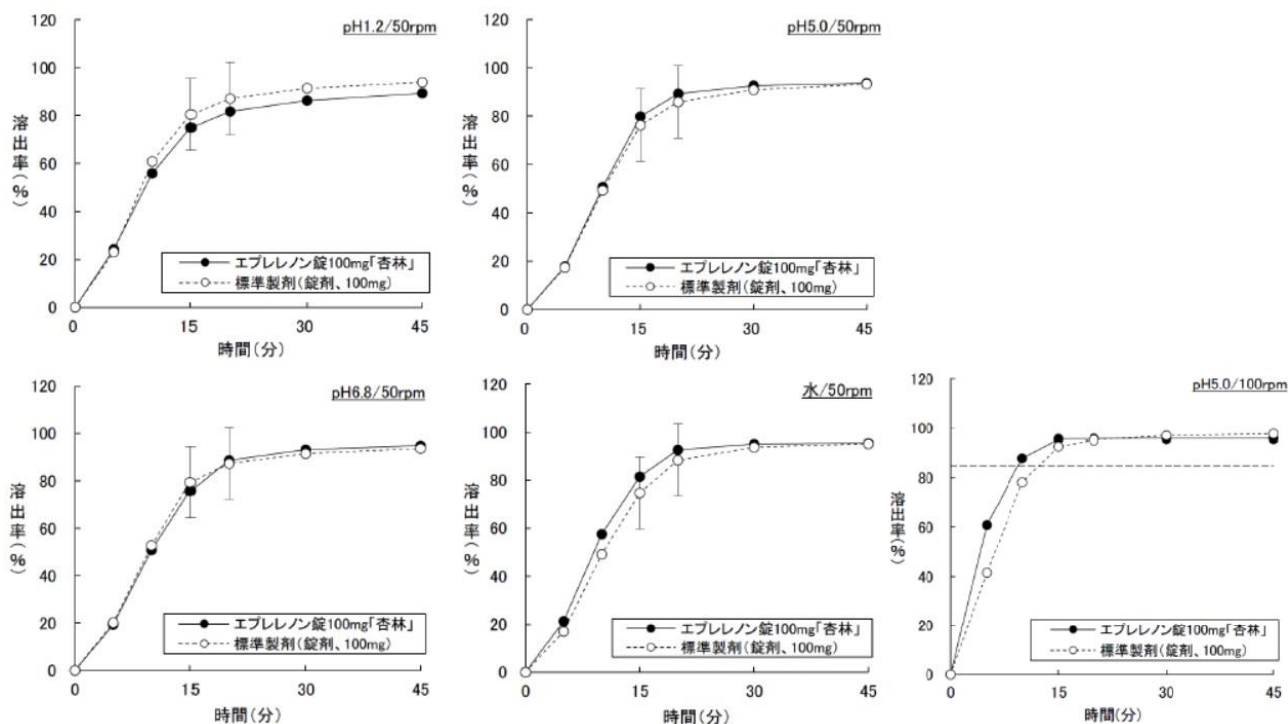 pH1.2/50rpm
120
100
80
60
40
20
0
溶出率(%)
エプレレノン錠100mg「杏林」
標準製剤(錠剤、100mg)
0 15 30 45
時間(分)
pH5.0/50rpm
120
100
80
60
40
20
0
溶出率(%)
エプレレノン錠100mg「杏林」
標準製剤(錠剤、100mg)
0 15 30 45
時間(分)
pH6.8/50rpm
120
100
80
60
40
20
0
溶出率(%)
エプレレノン錠100mg「杏林」
標準製剤(錠剤、100mg)
0 15 30 45
時間(分)
水/50rpm
120
100
80
60
40
20
0
溶出率(%)
エプレレノン錠100mg「杏林」
標準製剤(錠剤、100mg)
0 15 30 45
時間(分)
pH5.0/100rpm
120
100
80
60
40
20
0
溶出率(%)
エプレレノン錠100mg「杏林」
標準製剤(錠剤、100mg)
0 15 30 45
時間(分)